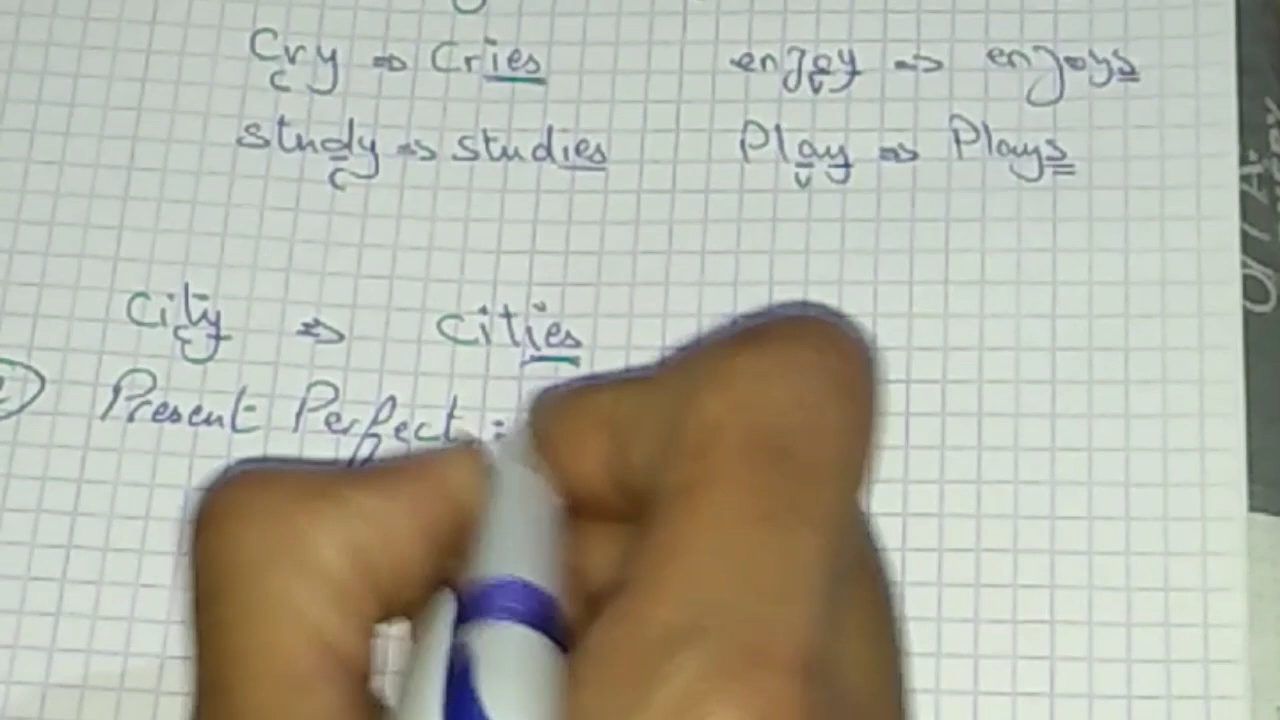 Cry ⇒ Cries enjoy ⇒ enjoys
C v
study ⇒ studies Play ⇒ Plays
C v
City ⇒ Cities
C
Present Perfect :